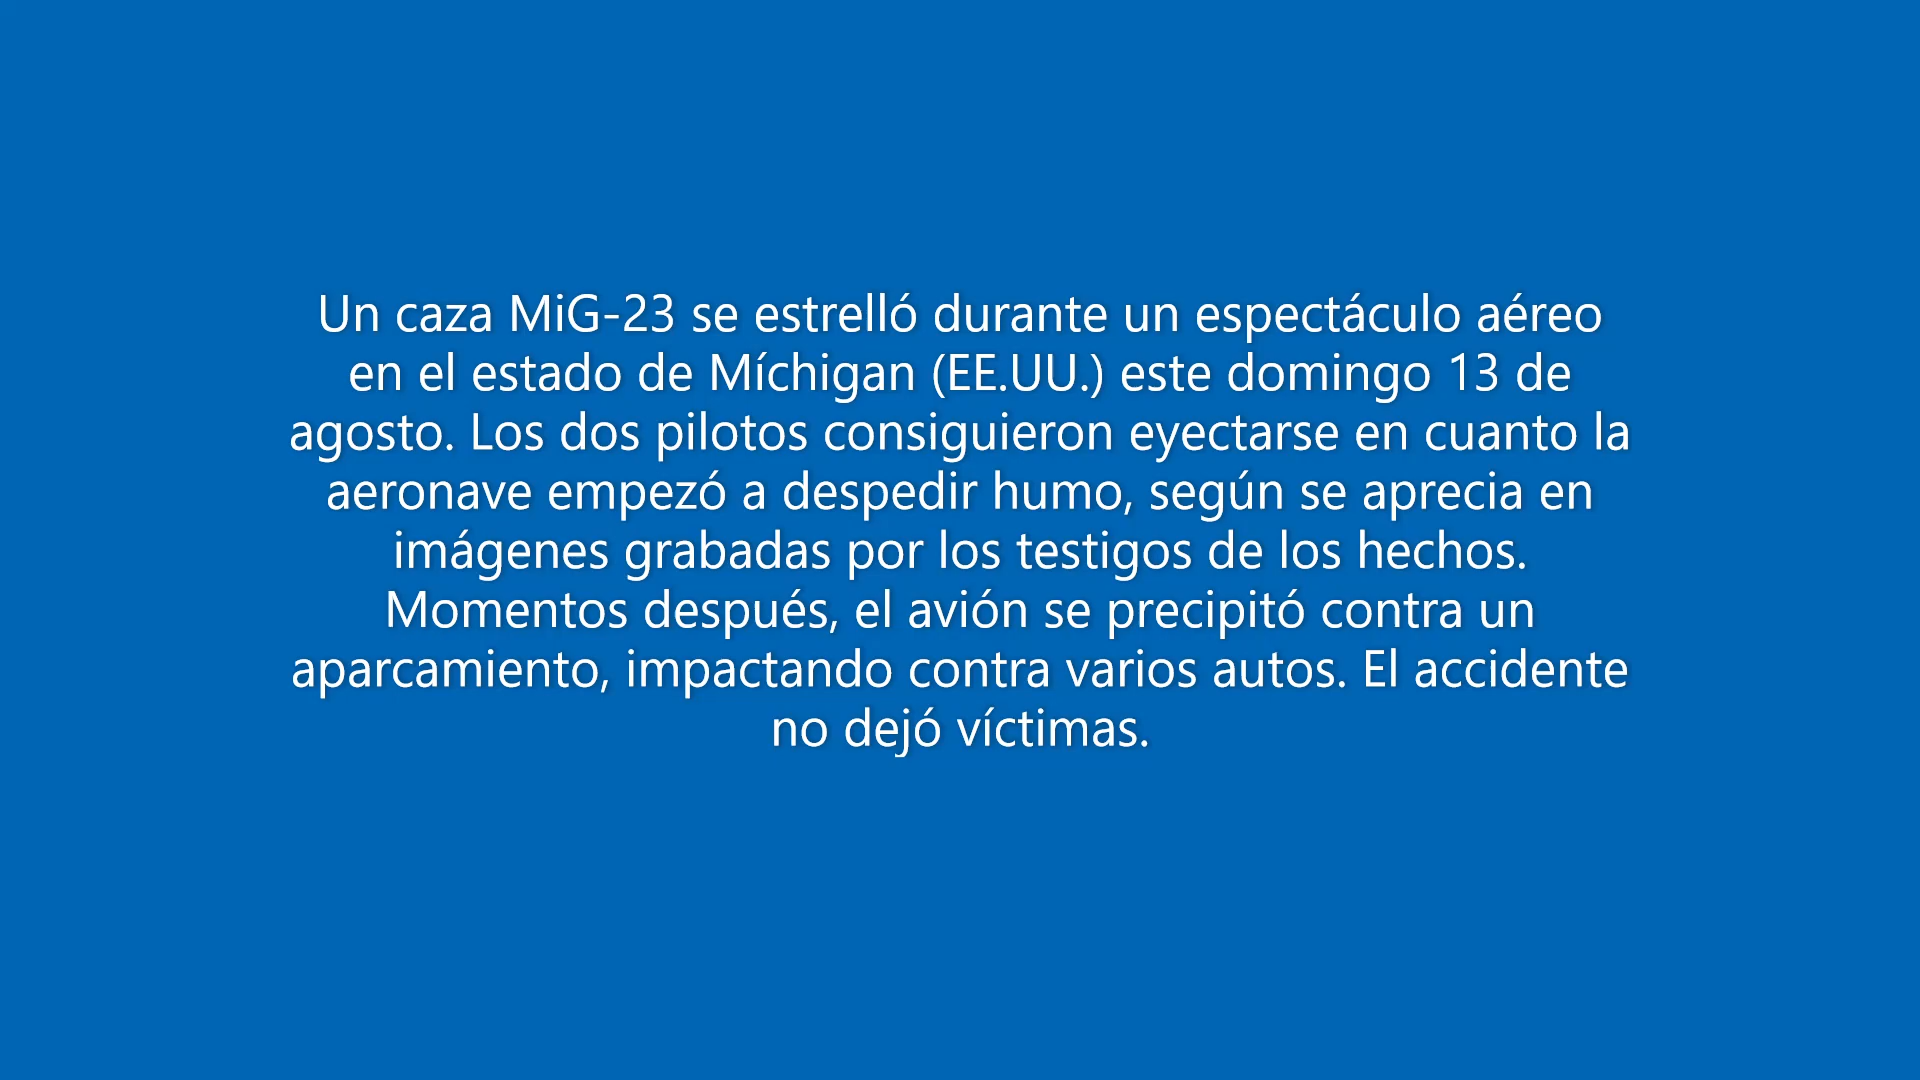 Un caza MiG-23 se estrelló durante un espectáculo aéreo
en el estado de Míchigan (EE.UU.) este domingo 13 de
agosto. Los dos pilotos consiguieron eyectarse en cuanto la
aeronave empezó a despedir humo, según se aprecia en
imágenes grabadas por los testigos de los hechos.
Momentos después, el avión se precipitó contra un
aparcamiento, impactando contra varios autos. El accidente
no dejó víctimas.